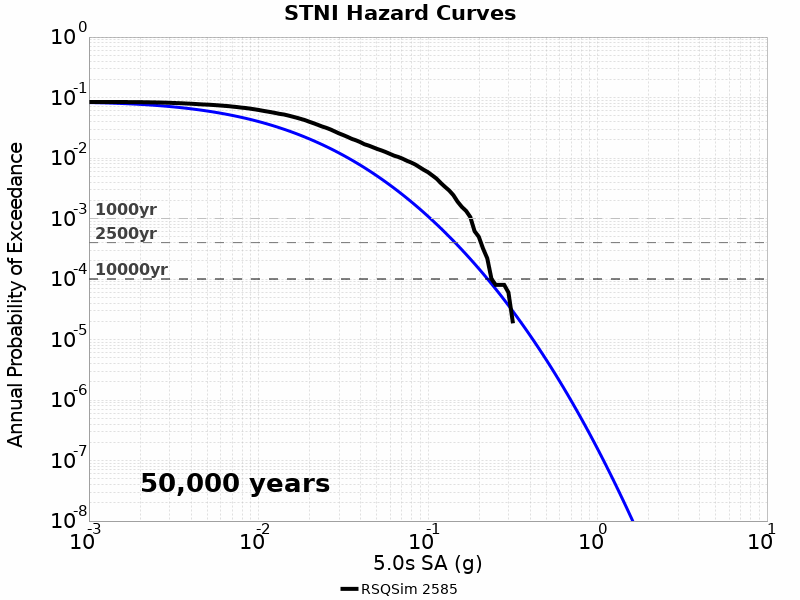 STNI Hazard Curves
Annual Probability of Exceedance
10^0
10^-1
10^-2
10^-3
10^-4
10^-5
10^-6
10^-7
10^-8
1000yr
2500yr
10000yr
50,000 years
10^-3 10^-2 10^-1 10^0 10^1
5.0s SA (g)
RSQSim 2585